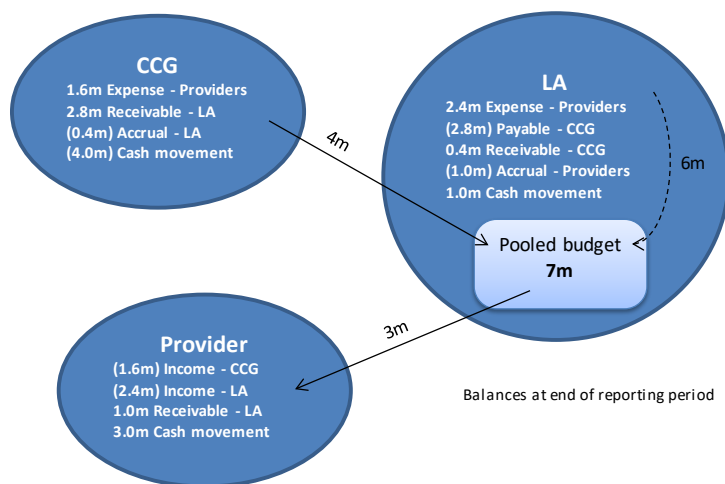 CCG
1.6m Expense - Providers
2.8m Receivable - LA
(0.4m) Accrual - LA
(4.0m) Cash movement
4m
LA
2.4m Expense - Providers
(2.8m) Payable - CCG
0.4m Receivable - CCG
(1.0m) Accrual - Providers
1.0m Cash movement
6m
Pooled budget
7m
3m
Provider
(1.6m) Income - CCG
(2.4m) Income - LA
1.0m Receivable - LA
3.0m Cash movement
Balances at end of reporting period